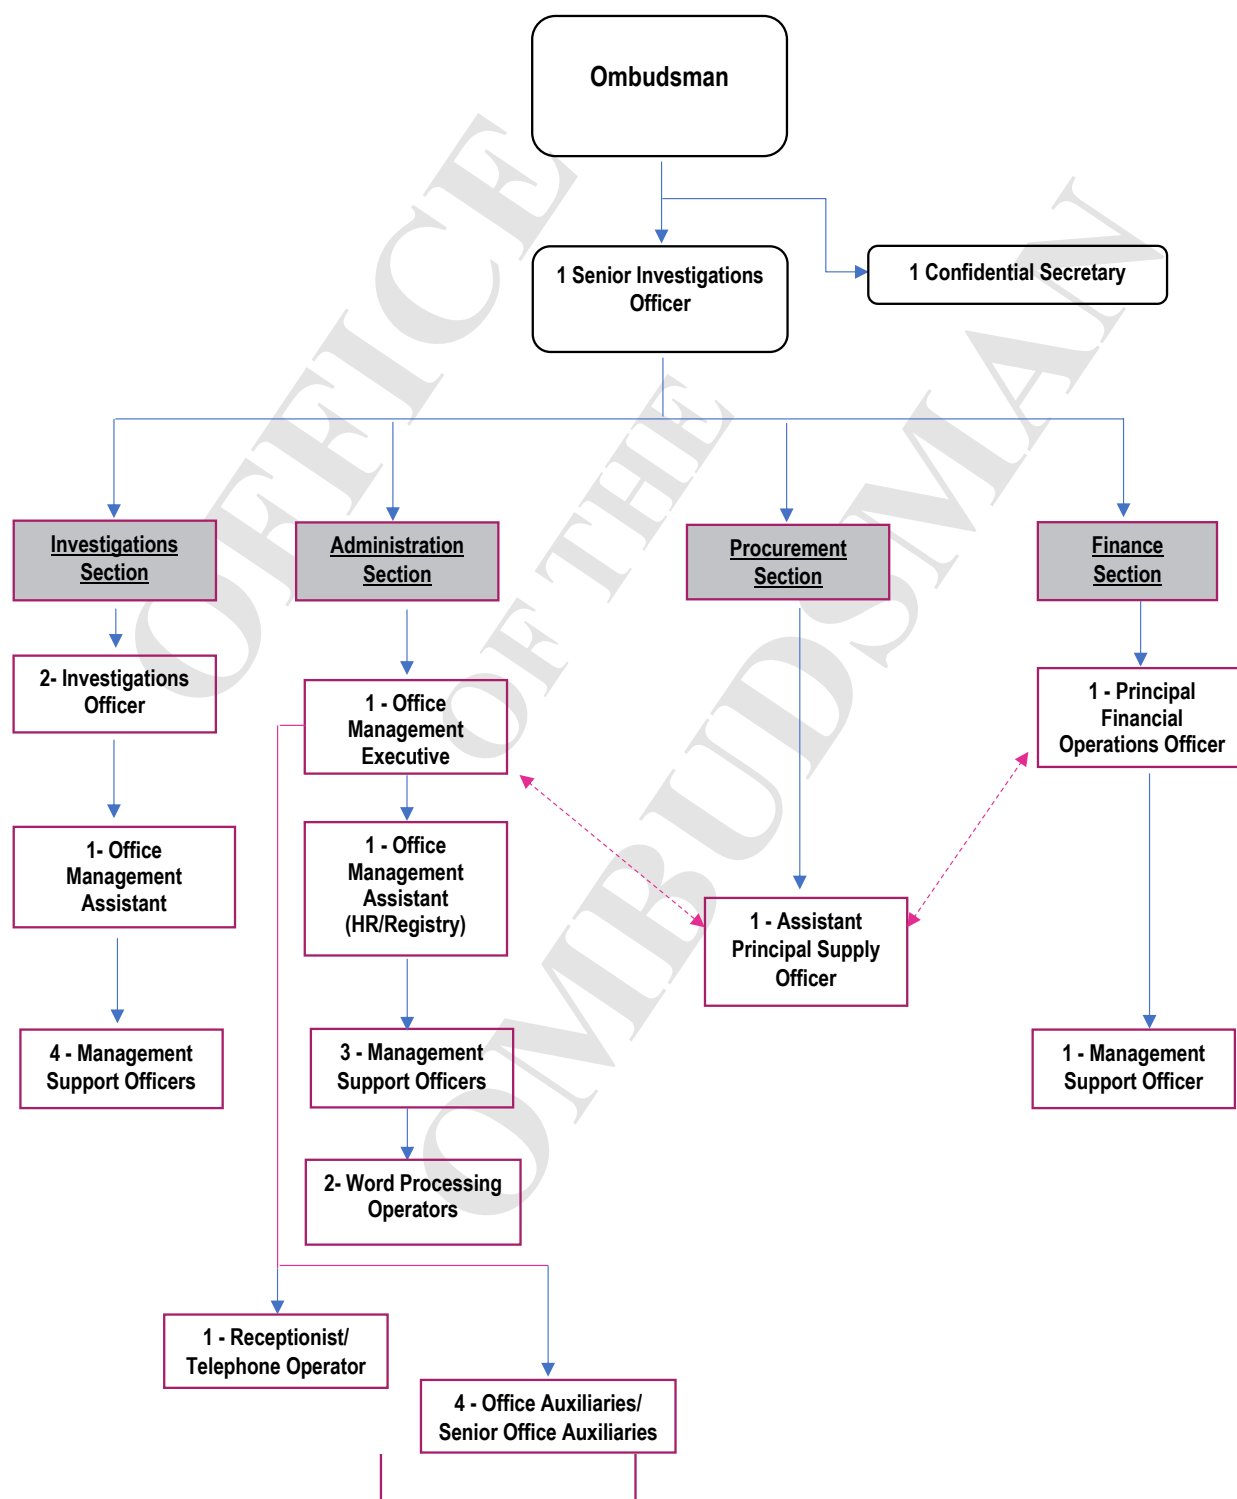 Ombudsman
1 Senior Investigations
Officer
1 Confidential Secretary
Investigations
Section
Administration
Section
Procurement
Section
Finance
Section
2- Investigations
Officer
1 - Office
Management
Executive
1 - Principal
Financial
Operations Officer
1- Office
Management
Assistant
1 - Office
Management
Assistant
(HR/Registry)
1 - Assistant
Principal Supply
Officer
4 - Management
Support Officers
3 - Management
Support Officers
1 - Management
Support Officer
2- Word Processing
Operators
1 - Receptionist/
Telephone Operator
4 - Office Auxiliaries/
Senior Office Auxiliaries
OFFICE
OF THE
OMBUDSMAN